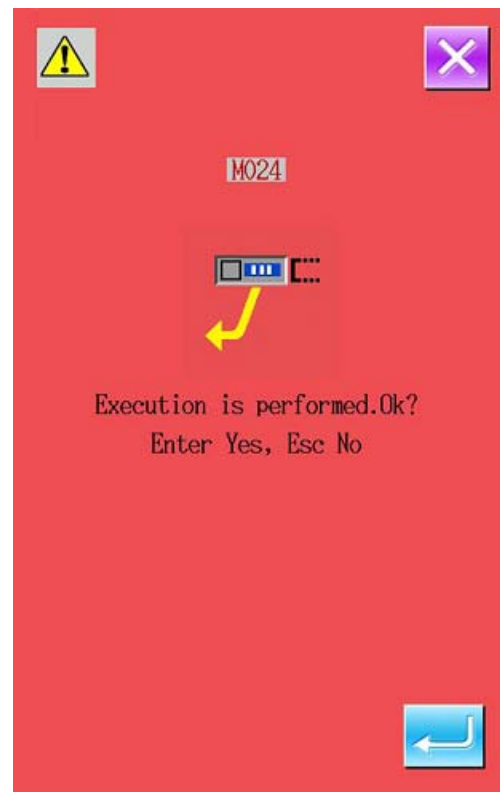 M024
Execution is performed.Ok?
Enter Yes, Esc No